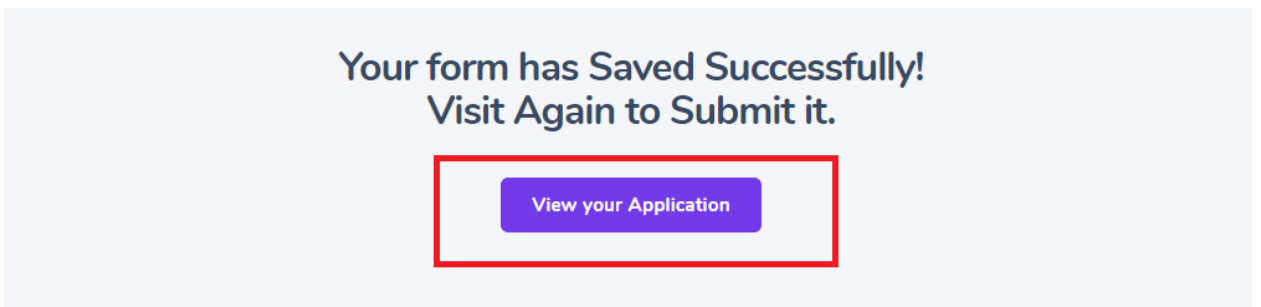 Your form has Saved Successfully!
Visit Again to Submit it.
View your Application